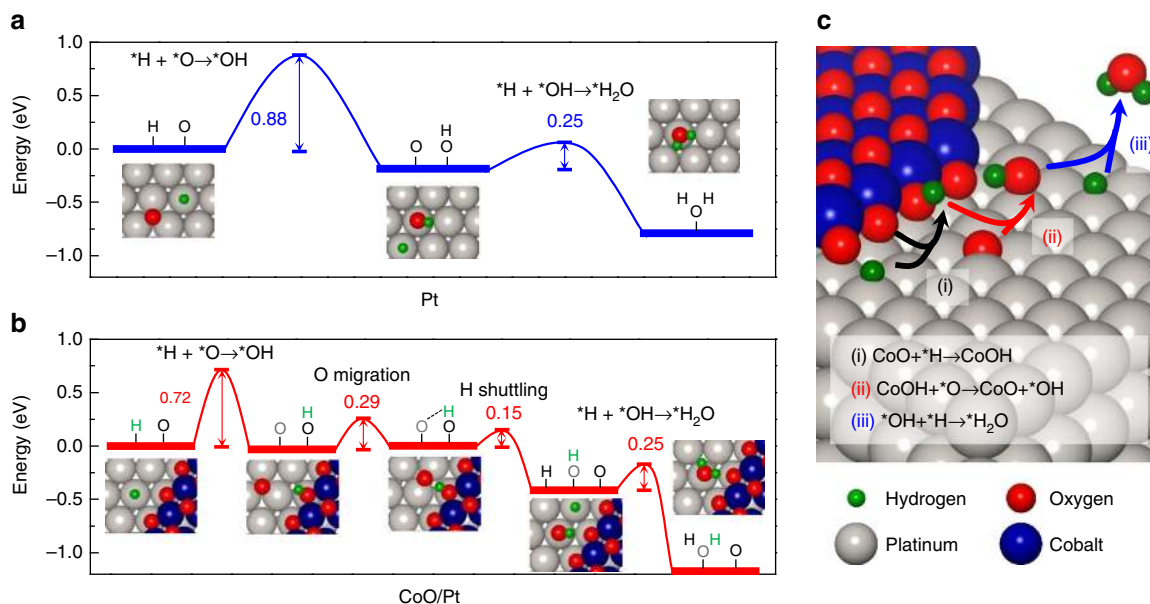 a
1.0
0.5
0.0
−0.5
−1.0
Energy (eV)
*H + *O→*OH
0.88
H O
O H
O
*H + *OH→*H₂O
0.25
H H
O
Pt
b
1.0
0.5
0.0
−0.5
−1.0
Energy (eV)
*H + *O→*OH
0.72
H O
H
O O
O migration
0.29
H
O O
H shuttling
0.15
H
H O O
*H + *OH→*H₂O
0.25
H H
O O
CoO/Pt
c
(i)
(ii)
(iii)
(i) CoO+*H→CoOH
(ii) CoOH+*O→CoO+*OH
(iii) *OH+*H→*H₂O
Hydrogen
Oxygen
Platinum
Cobalt